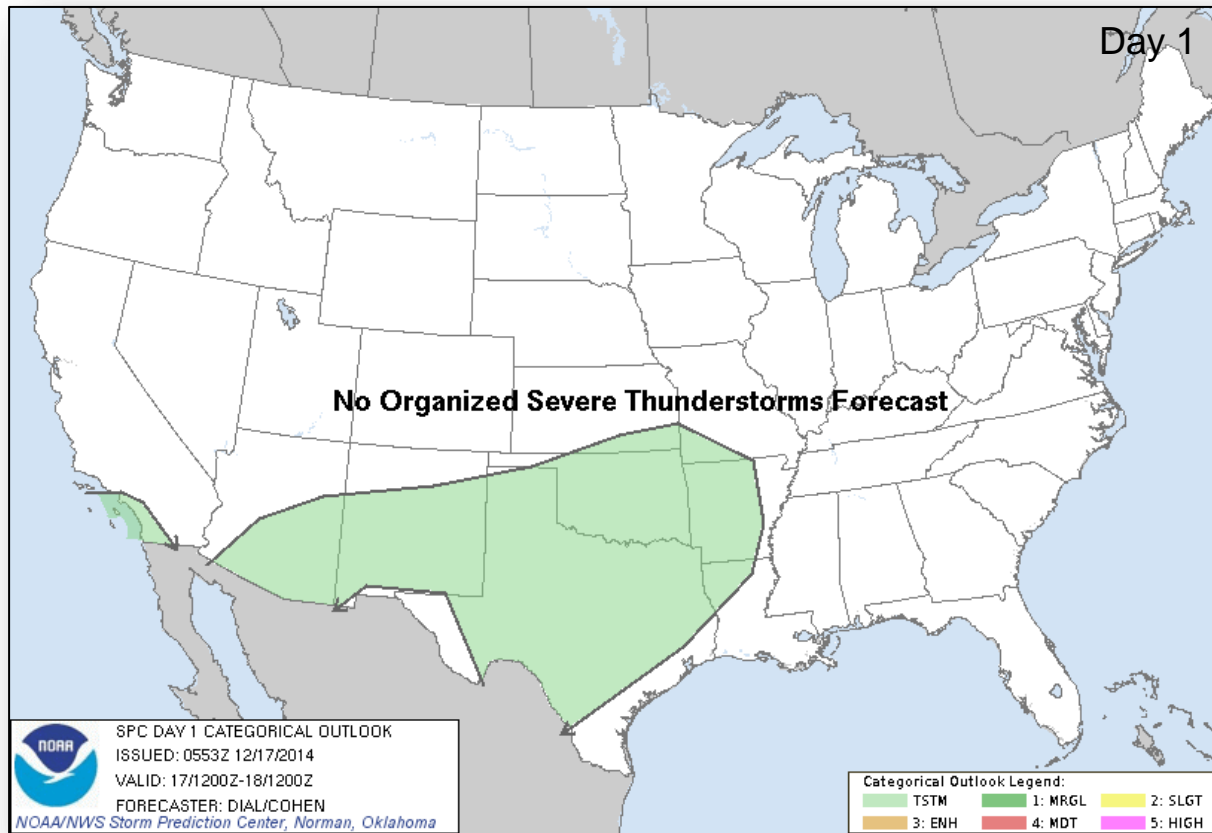 Day 1
No Organized Severe Thunderstorms Forecast
NOAA
SPC DAY 1 CATEGORICAL OUTLOOK
ISSUED: 0553Z 12/17/2014
VALID: 17/1200Z-18/1200Z
FORECASTER: DIAL/COHEN
NOAA/NWS Storm Prediction Center, Norman, Oklahoma
Categorical Outlook Legend:
TSTM 1: MRGL 2: SLGT
3: ENH 4: MDT 5: HIGH